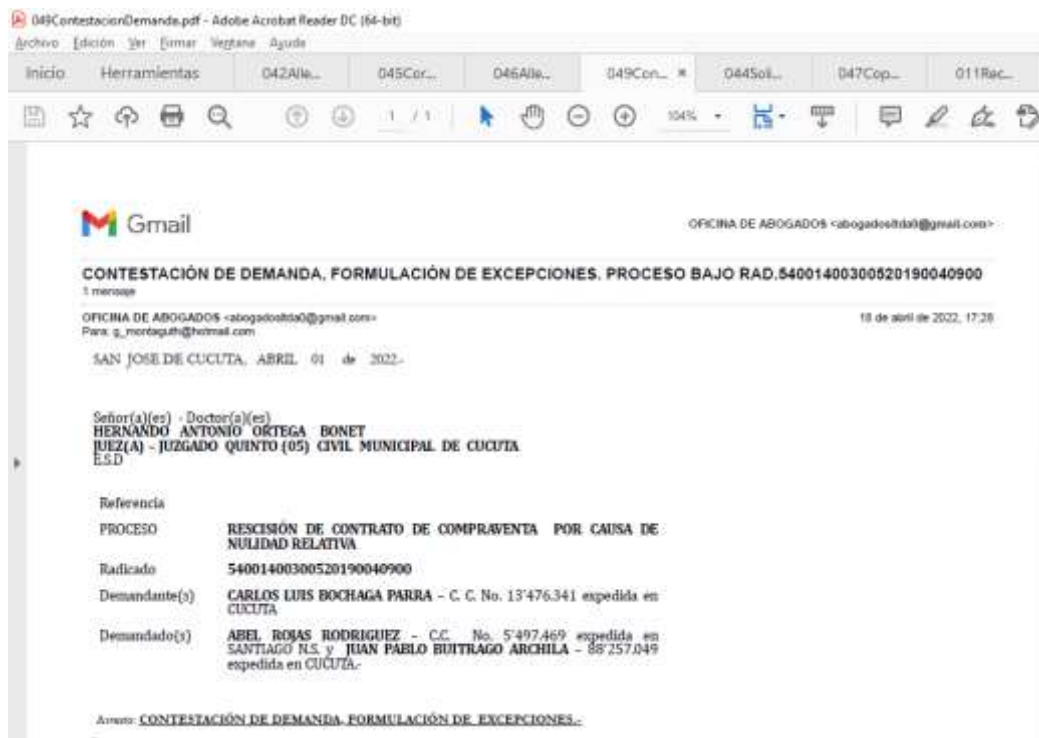 049ContestacionDemanda.pdf - Adobe Acrobat Reader DC (64-bit)
Archivo Edición Ver Firmar Ventana Ayuda
Inicio Herramientas 042Alle... 045Cor... 046Alle... 049Con... × 044Soli... 047Cop... 011Rec...
1 / 1 104%
Gmail
OFICINA DE ABOGADOS <abogadosltda0@gmail.com>
CONTESTACIÓN DE DEMANDA, FORMULACIÓN DE EXCEPCIONES. PROCESO BAJO RAD.54001400300520190040900
1 mensaje
OFICINA DE ABOGADOS <abogadosltda0@gmail.com> 18 de abril de 2022, 17:28
Para: g_montaguth@hotmail.com
SAN JOSE DE CUCUTA, ABRIL 01 de 2022.-
Señor(a)(es) - Doctor(a)(es)
HERNANDO ANTONIO ORTEGA BONET
JUEZ(A) - JUZGADO QUINTO (05) CIVIL MUNICIPAL DE CUCUTA
E.S.D
Referencia
PROCESO RESCISIÓN DE CONTRATO DE COMPRAVENTA POR CAUSA DE
NULIDAD RELATIVA
Radicado 54001400300520190040900
Demandante(s) CARLOS LUIS BOCHAGA PARRA – C. C. No. 13'476.341 expedida en
CUCUTA
Demandado(s) ABEL ROJAS RODRIGUEZ – C.C. No. 5'497.469 expedida en
SANTIAGO N.S. y JUAN PABLO BUITRAGO ARCHILA – 88'257.049
expedida en CUCUTA.-
Asunto: CONTESTACIÓN DE DEMANDA, FORMULACIÓN DE EXCEPCIONES.-